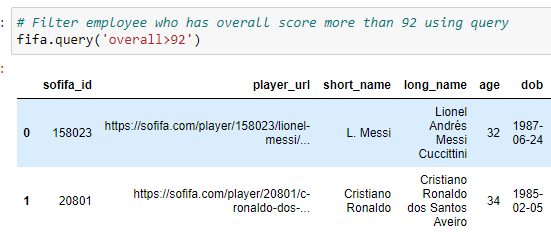 # Filter employee who has overall score more than 92 using query
fifa.query('overall>92')
sofifa_id player_url short_name long_name age dob
0 158023 https://sofifa.com/player/158023/lionel-messi/... L. Messi Lionel Andrés Messi Cuccittini 32 1987-06-24
1 20801 https://sofifa.com/player/20801/c-ronaldo-dos-... Cristiano Ronaldo Cristiano Ronaldo dos Santos Aveiro 34 1985-02-05